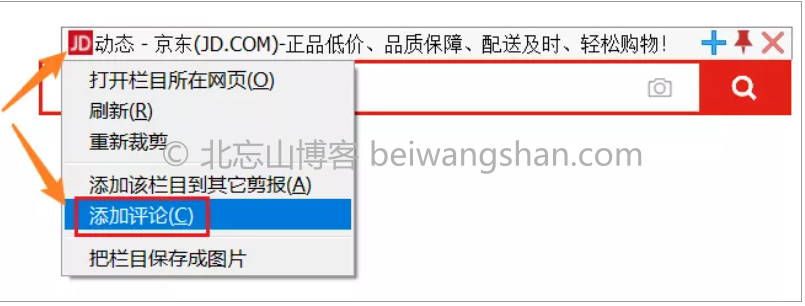 JD动态 - 京东(JD.COM)-正品低价、品质保障、配送及时、轻松购物!
打开栏目所在网页(O)
刷新(R)
重新裁剪
© 北忘山博客 beiwangshan.com
添加该栏目到其它剪报(A)
添加评论(C)
把栏目保存成图片